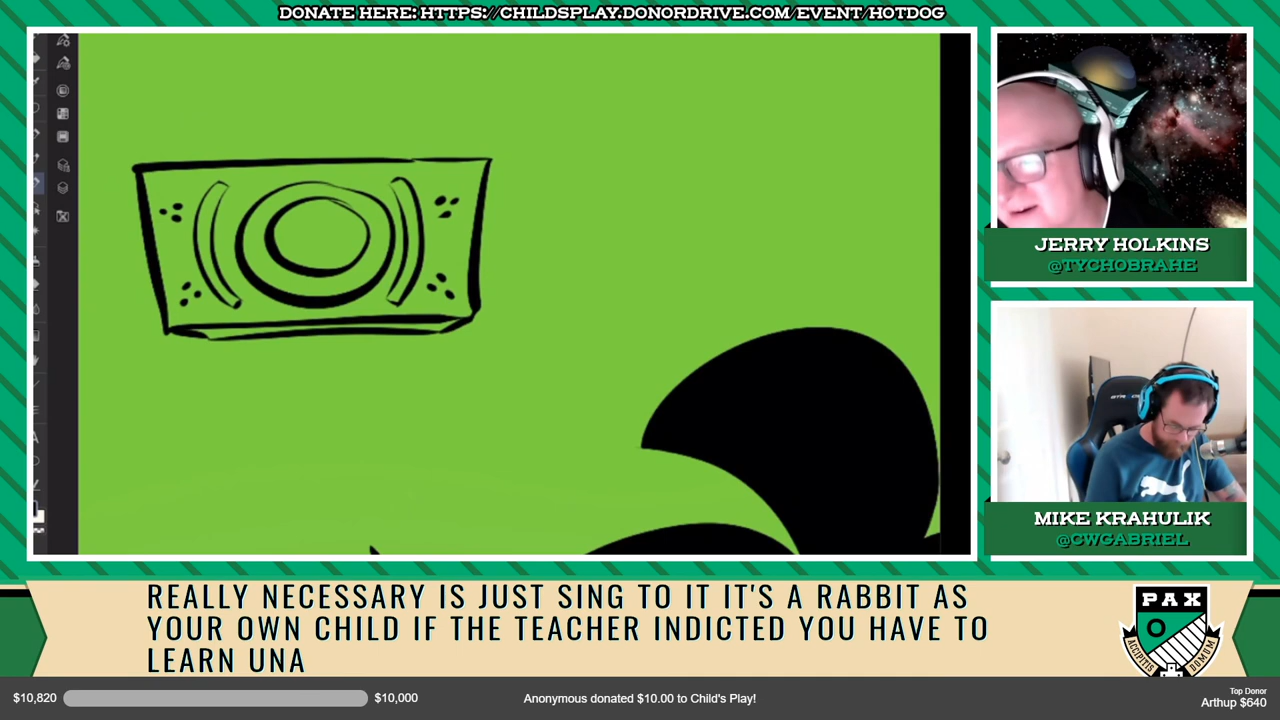 DONATE HERE: HTTPS://CHILDSPLAY.DONORDRIVE.COM/EVENT/HOTDOG
JERRY HOLKINS
@TYCHOBRAHE
MIKE KRAHULIK
@CWGABRIEL
REALLY NECESSARY IS JUST SING TO IT IT'S A RABBIT AS
YOUR OWN CHILD IF THE TEACHER INDICTED YOU HAVE TO
LEARN UNA
PAX
ACCIPITIS DOMUM
$10,820
$10,000
Anonymous donated $10.00 to Child's Play!
Top Donor
Arthup $640